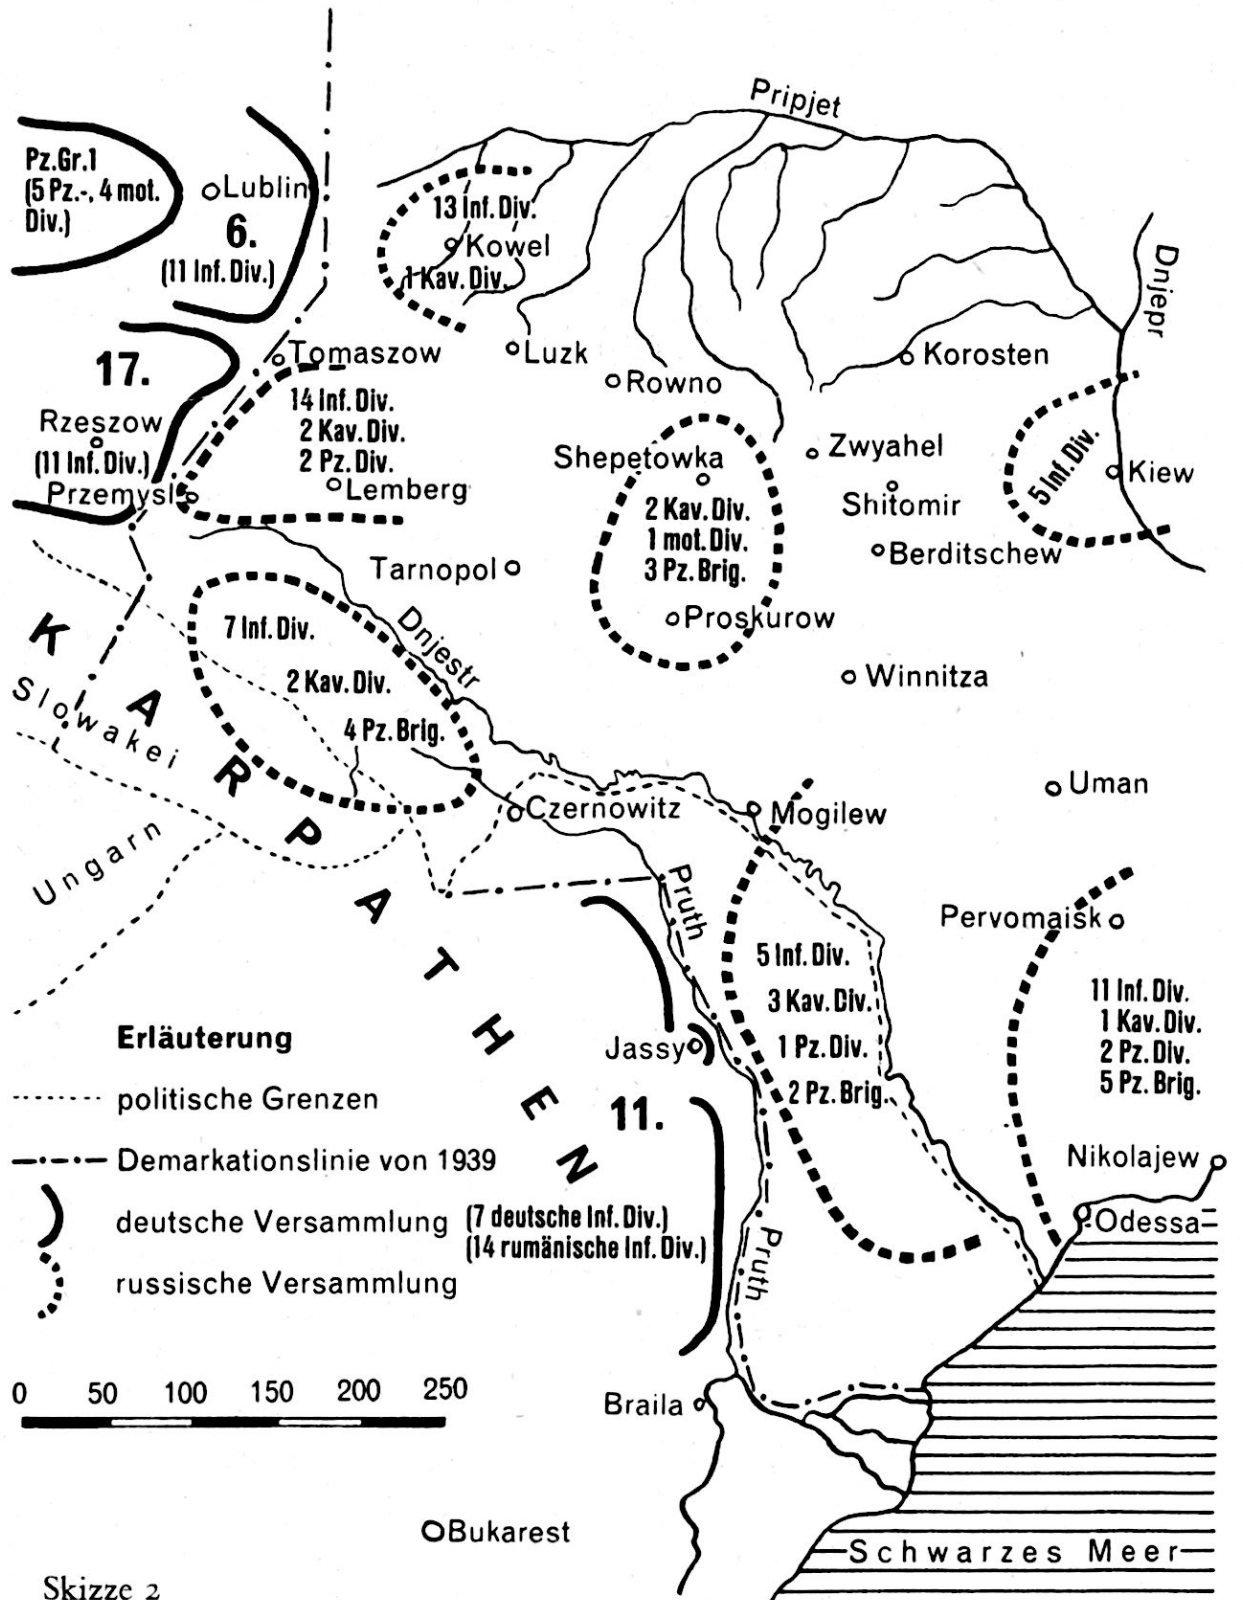 Pripjet
Pz.Gr.1
(5 Pz.-, 4 mot.
Div.)
Lublin
6.
(11 Inf. Div.)
13 Inf. Div.
Kowel
1 Kav. Div.
Dnjepr
17.
Tomaszow
Luzk
Rowno
Korosten
Rzeszow
(11 Inf. Div.)
Przemysl
14 Inf. Div.
2 Kav. Div.
2 Pz. Div.
Lemberg
Shepetowka
2 Kav. Div.
1 mot. Div.
3 Pz. Brig.
Proskurow
Zwyahel
Shitomir
Berditschew
5 Inf. Div.
Kiew
Tarnopol
Winnitza
Dnjestr
7 Inf. Div.
2 Kav. Div.
4 Pz. Brig.
KARPATHEN
Slowakei
Ungarn
Czernowitz
Mogilew
Uman
Pruth
Pervomaisk
5 Inf. Div.
3 Kav. Div.
1 Pz. Div.
2 Pz. Brig.
11 Inf. Div.
1 Kav. Div.
2 Pz. Div.
5 Pz. Brig.
Jassy
11.
Nikolajew
Odessa
Pruth
Erläuterung
politische Grenzen
Demarkationslinie von 1939
deutsche Versammlung
(7 deutsche Inf. Div.)
(14 rumänische Inf. Div.)
russische Versammlung
0 50 100 150 200 250
Braila
Bukarest
Schwarzes Meer
Skizze 2